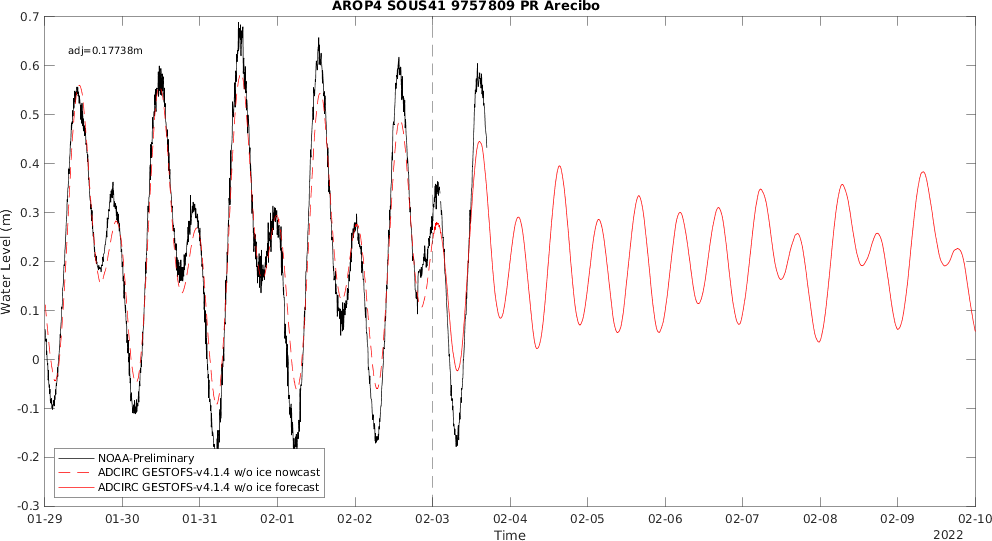 AROP4 SOUS41 9757809 PR Arecibo
adj=0.17738m
0.7
0.6
0.5
0.4
0.3
0.2
0.1
0
-0.1
-0.2
-0.3
Water Level (m)
NOAA-Preliminary
ADCIRC GESTOFS-v4.1.4 w/o ice nowcast
ADCIRC GESTOFS-v4.1.4 w/o ice forecast
01-29 01-30 01-31 02-01 02-02 02-03 02-04 02-05 02-06 02-07 02-08 02-09 02-10
Time
2022